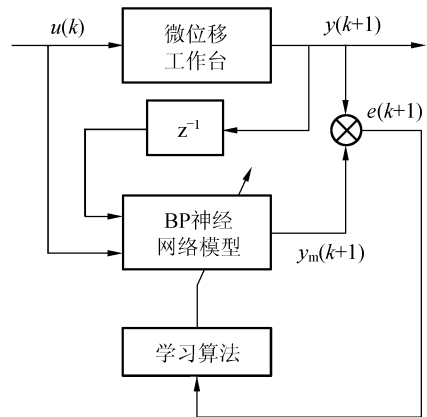 u(k)
微位移
工作台
y(k+1)
z⁻¹
e(k+1)
BP神经
网络模型
yₘ(k+1)
学习算法